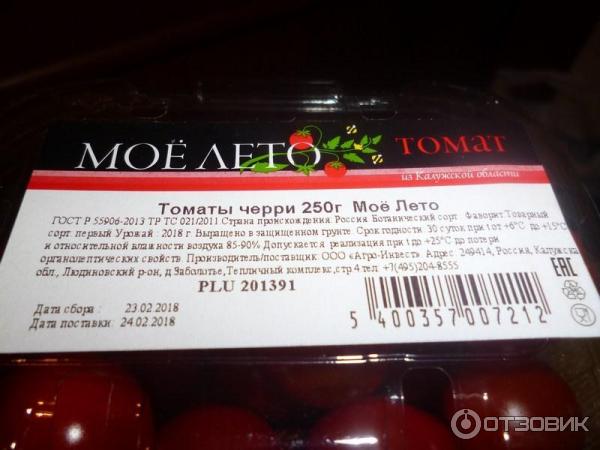 МОЁ ЛЕТО
ТОМАТ
из Калужской области
Томаты черри 250г Моё Лето
ГОСТ Р 55906-2013 ТР ТС 021/2011 Страна происхождения: Россия Ботанический сорт: Фаворит.Товарный
сорт: первый Урожай : 2018 г. Выращено в защищенном грунте. Срок годности: 30 суток при t от +6°С до +15°С
и относительной влажности воздуха 85-90% Допускается реализация при t до +25°С до потери
органолептических свойств. Производитель/поставщик: ООО «Агро-Инвест» Адрес: 249414, Россия, Калужска
обл., Людиновский р-он, д Заболотье, Тепличный комплекс, стр 4 тел. +7(495)204-8555
PLU 201391
EAC
Дата сбора : 23.02.2018
Дата поставки: 24.02.2018
5 400357 007212
ОТЗОВИК